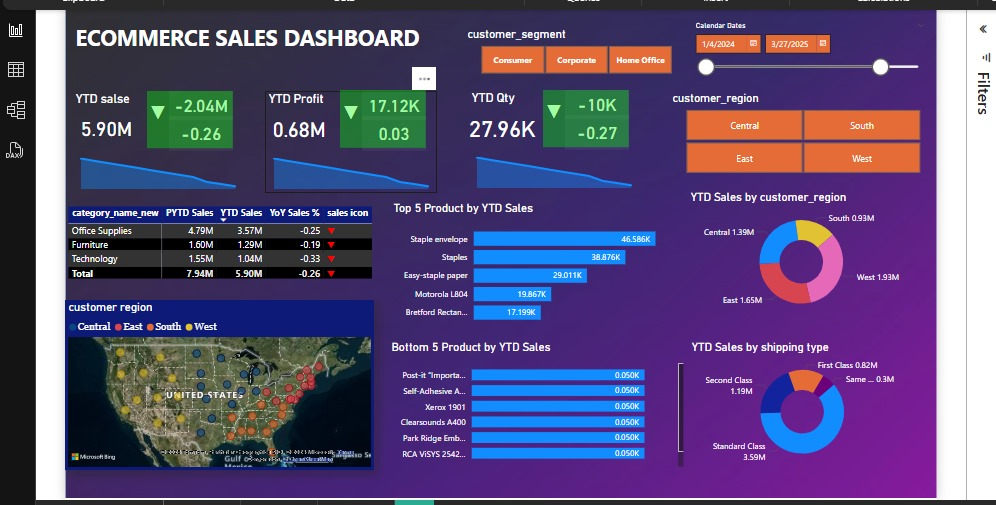 ECOMMERCE SALES DASHBOARD
customer_segment
Consumer
Corporate
Home Office
Calendar Dates
1/4/2024
3/27/2025
Filters
YTD salse
5.90M
-2.04M
-0.26
YTD Profit
0.68M
17.12K
0.03
YTD Qty
27.96K
-10K
-0.27
customer_region
Central
South
East
West
category_name_new PYTD Sales YTD Sales YoY Sales % sales icon
Office Supplies 4.79M 3.57M -0.25
Furniture 1.60M 1.29M -0.19
Technology 1.55M 1.04M -0.33
Total 7.94M 5.90M -0.26
Top 5 Product by YTD Sales
Staple envelope 46.586K
Staples 38.876K
Easy-staple paper 29.011K
Motorola L804 19.867K
Bretford Rectan... 17.199K
YTD Sales by customer_region
South 0.93M
Central 1.39M
West 1.93M
East 1.65M
customer region
Central East South West
UNITED STATES
Gulf of
Mexico
Microsoft Bing
Bottom 5 Product by YTD Sales
Post-it "Importa... 0.050K
Self-Adhesive A... 0.050K
Xerox 1901 0.050K
Clearsounds A400 0.050K
Park Ridge Emb... 0.050K
RCA ViSYS 2542... 0.050K
YTD Sales by shipping type
First Class 0.82M
Same ... 0.3M
Second Class
1.19M
Standard Class
3.59M